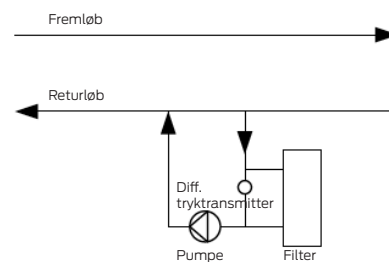 Fremløb
Returløb
Diff.
tryktransmitter
Pumpe
Filter